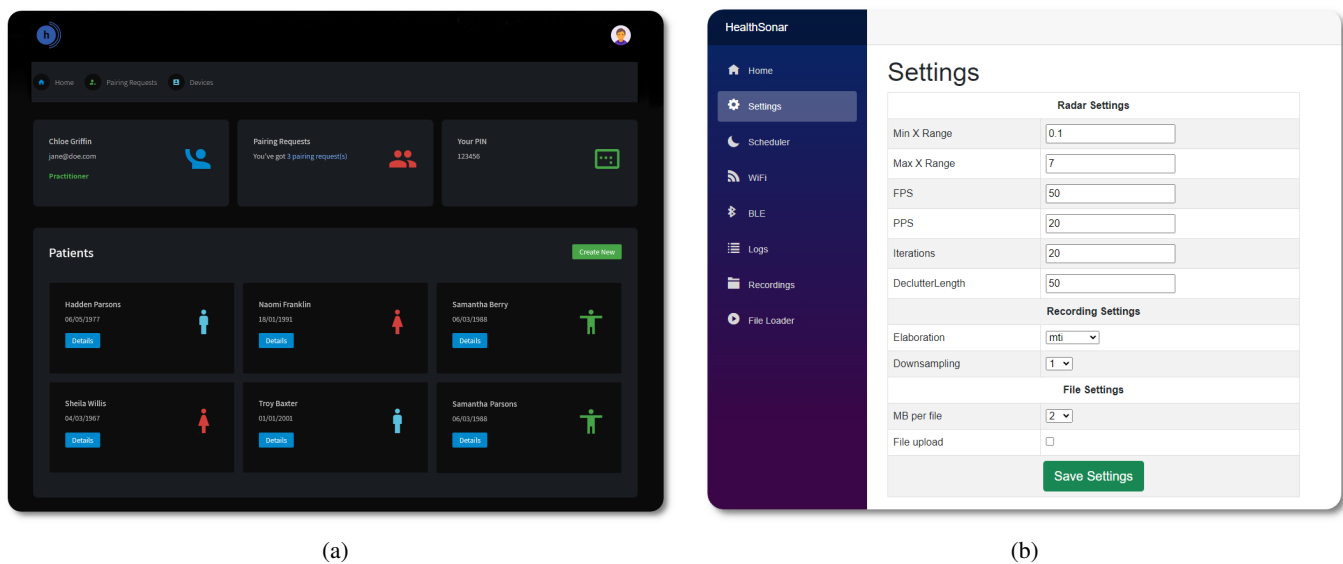 h
Home Pairing Requests Devices
Chloe Griffin
jane@doe.com
Practitioner
Pairing Requests
You've got 3 pairing request(s)
Your PIN
123456
Patients
Create New
Hadden Parsons
06/05/1977
Details
Naomi Franklin
18/01/1991
Details
Samantha Berry
06/03/1988
Details
Sheila Willis
04/03/1967
Details
Troy Baxter
01/01/2001
Details
Samantha Parsons
06/03/1988
Details
(a)
HealthSonar
Home
Settings
Scheduler
WiFi
BLE
Logs
Recordings
File Loader
Settings
Radar Settings
Min X Range 0.1
Max X Range 7
FPS 50
PPS 20
Iterations 20
DeclutterLength 50
Recording Settings
Elaboration mti
Downsampling 1
File Settings
MB per file 2
File upload
Save Settings
(b)